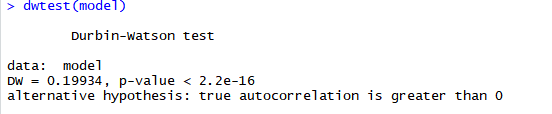 > dwtest(model)
Durbin-Watson test
data:  model
DW = 0.19934, p-value < 2.2e-16
alternative hypothesis: true autocorrelation is greater than 0